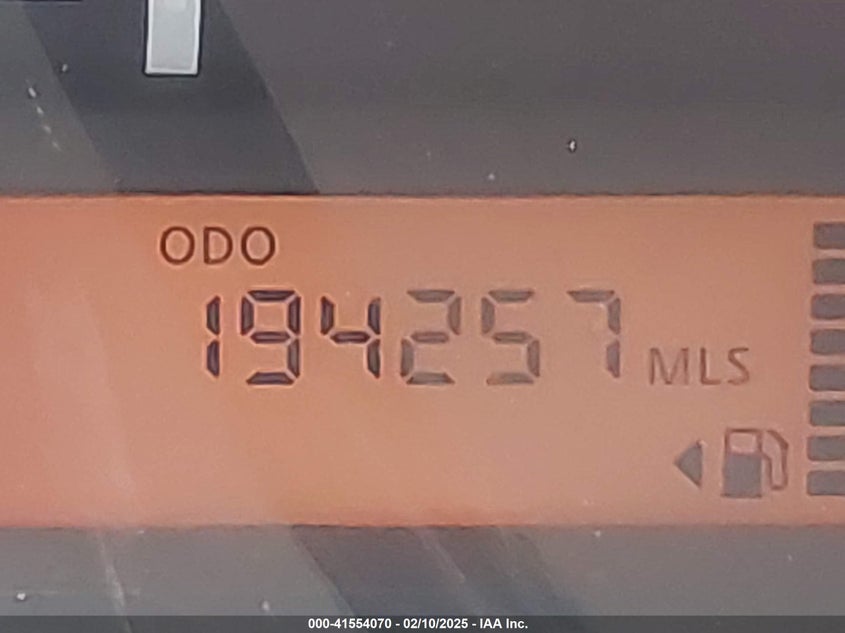 ODO
194257 MLS
000-41554070 - 02/10/2025 - IAA Inc.